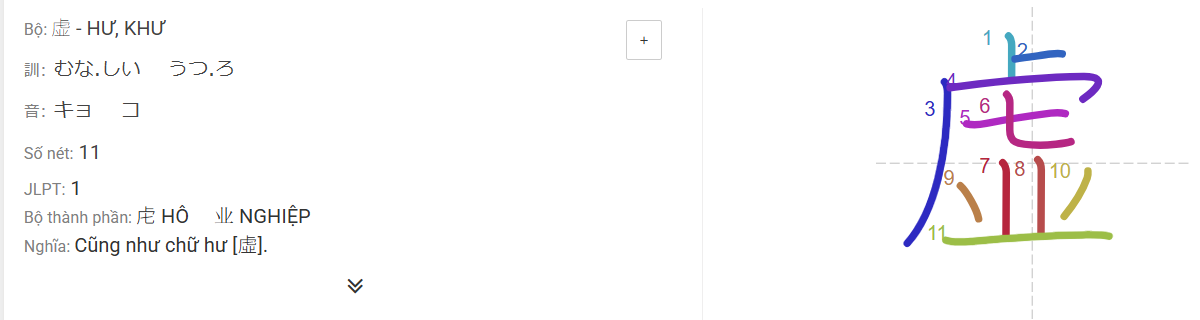 Bộ: 虚 - HƯ, KHƯ
+
訓: むな.しい うつ.ろ
音: キョ コ
Số nét: 11
JLPT: 1
Bộ thành phần: 虍 HÔ 业 NGHIỆP
Nghĩa: Cũng như chữ hư [虛].
虚
1
2
3
4
5
6
7
8
9
10
11